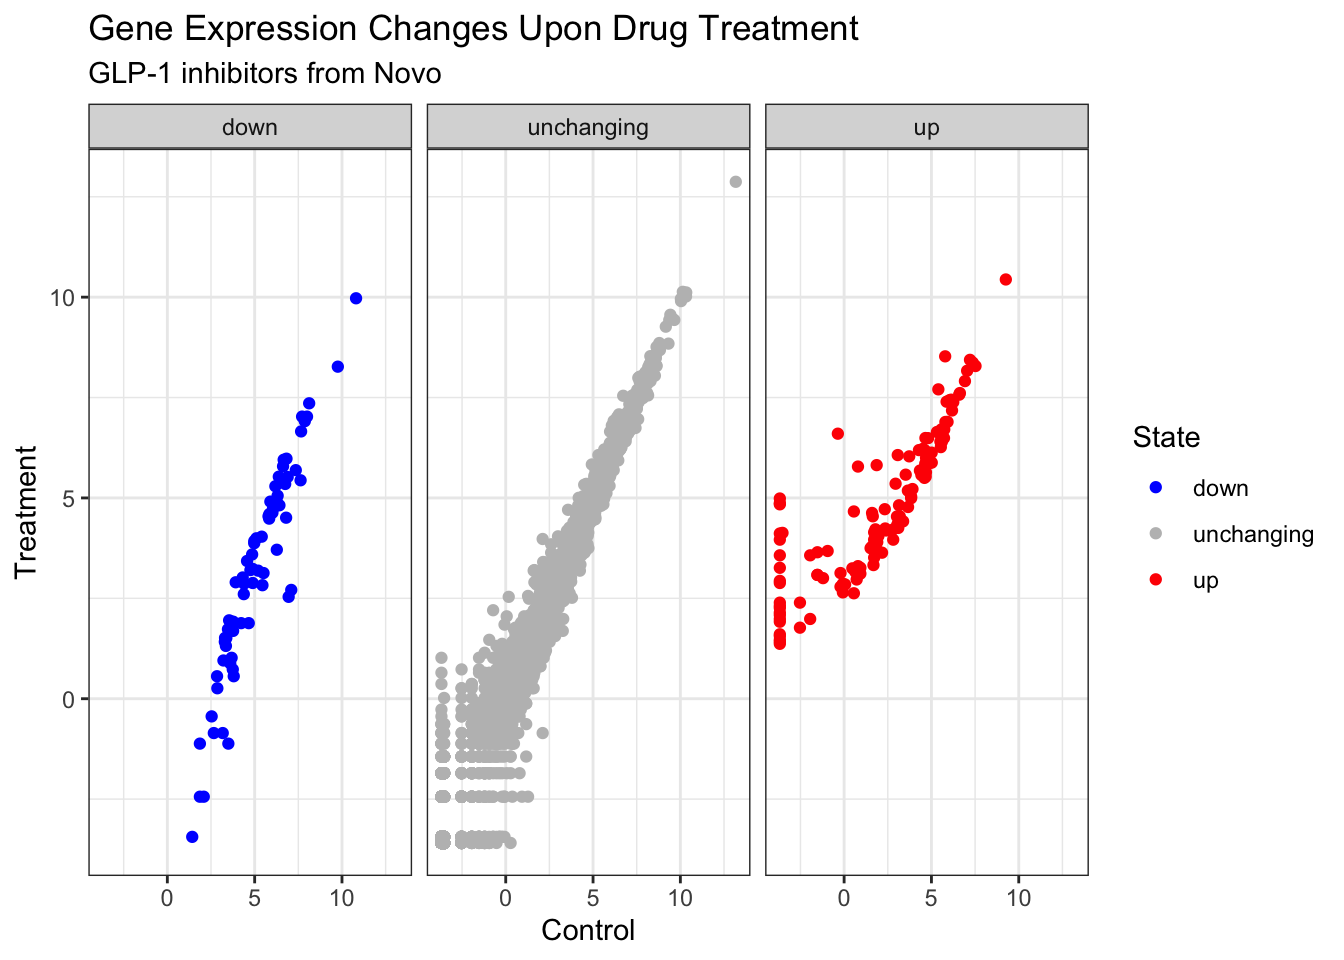 Gene Expression Changes Upon Drug Treatment
GLP-1 inhibitors from Novo
down
unchanging
up
Treatment
10
5
0
0 5 10
0 5 10
0 5 10
Control
State
down
unchanging
up